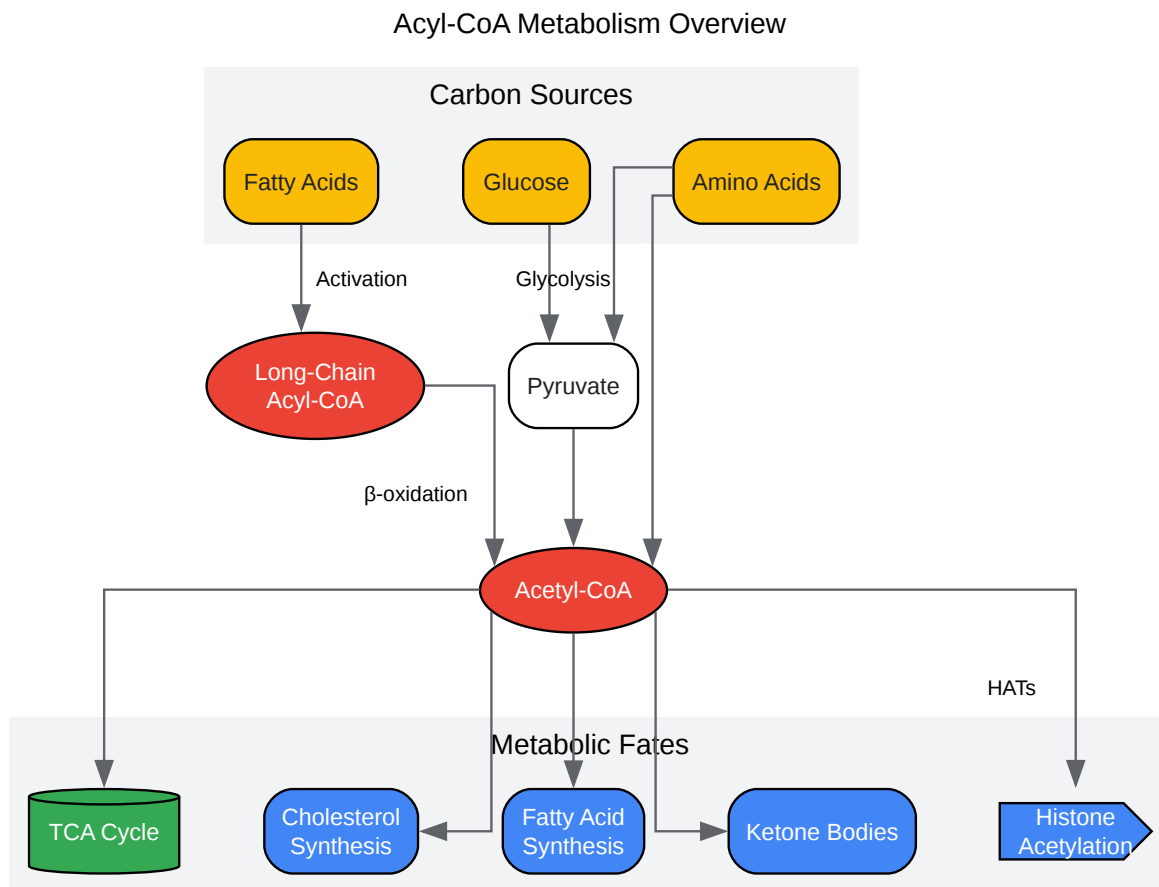 Acyl-CoA Metabolism Overview
Carbon Sources
Fatty Acids
Glucose
Amino Acids
Activation
Glycolysis
Long-Chain
Acyl-CoA
Pyruvate
β-oxidation
Acetyl-CoA
HATs
Metabolic Fates
TCA Cycle
Cholesterol
Synthesis
Fatty Acid
Synthesis
Ketone Bodies
Histone
Acetylation